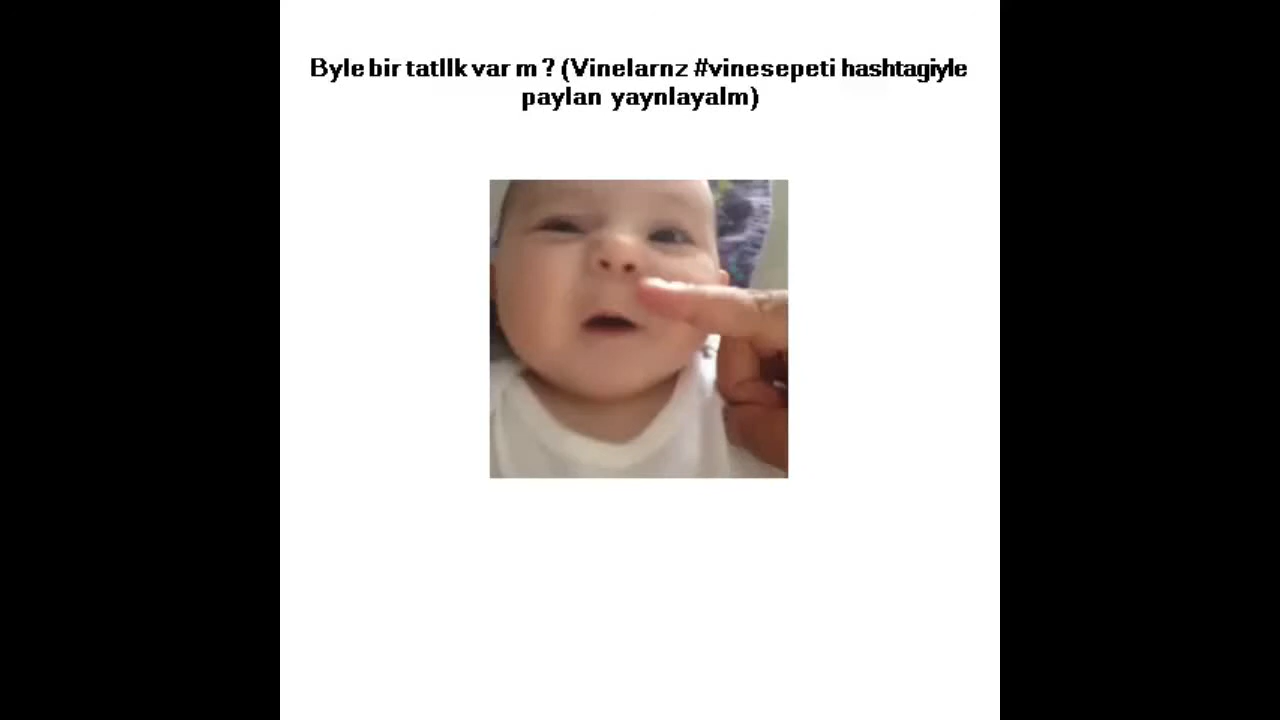 Byle bir tatllk var m ? (Vinelarnz #vinesepeti hashtagiyle
paylan yaynlayalm)